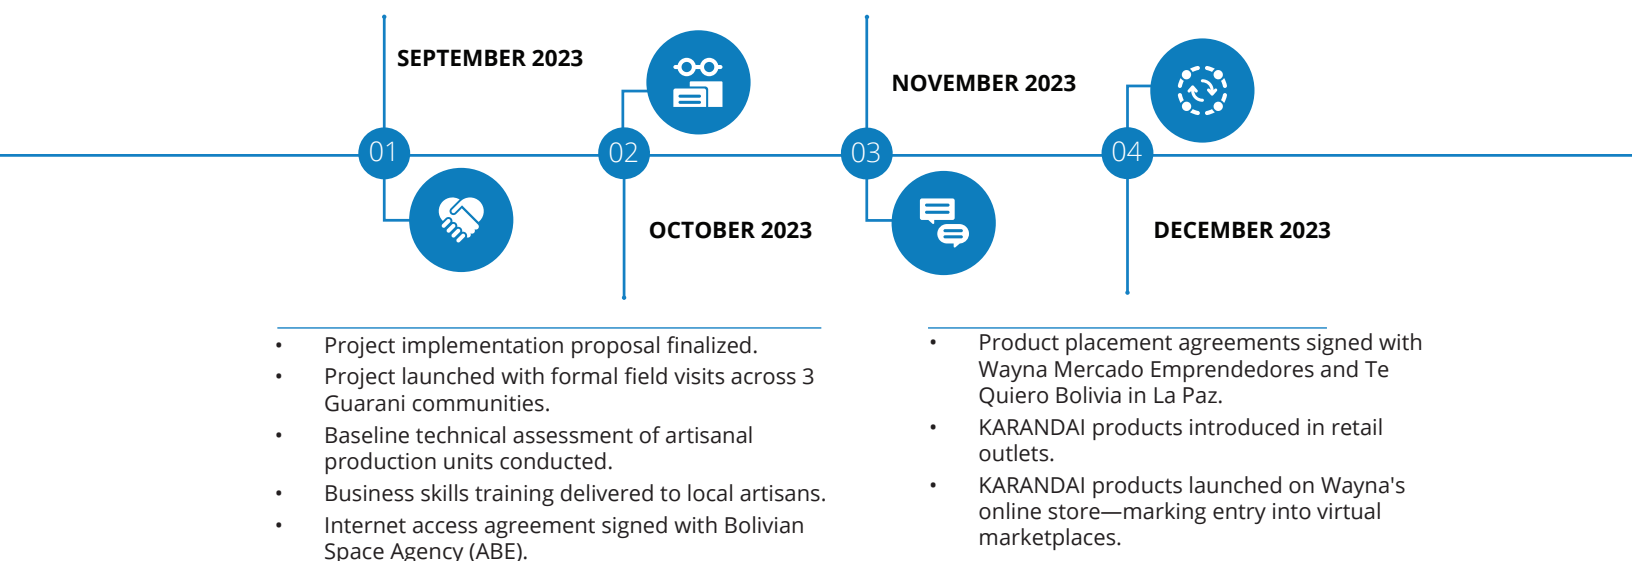 SEPTEMBER 2023
NOVEMBER 2023
01
02
03
04
OCTOBER 2023
DECEMBER 2023
• Project implementation proposal finalized.
• Project launched with formal field visits across 3
Guarani communities.
• Baseline technical assessment of artisanal
production units conducted.
• Business skills training delivered to local artisans.
• Internet access agreement signed with Bolivian
Space Agency (ABE).
• Product placement agreements signed with
Wayna Mercado Emprendedores and Te
Quiero Bolivia in La Paz.
• KARANDAI products introduced in retail
outlets.
• KARANDAI products launched on Wayna's
online store—marking entry into virtual
marketplaces.